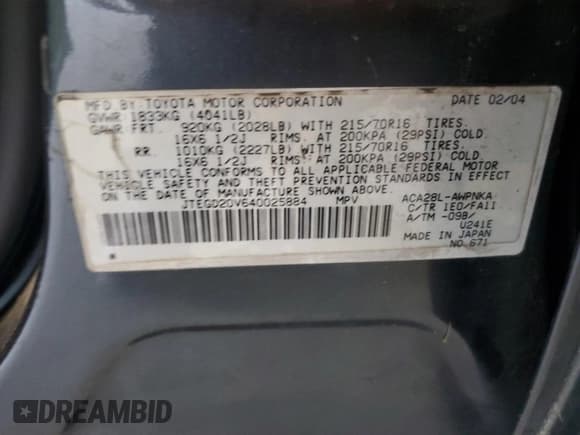 MFD BY: TOYOTA MOTOR CORPORATION DATE 02/04
GVWR 1833KG (4041LB)
GAWR FRT. 920KG (2028LB) WITH 215/70R16 TIRES.
16X6 1/2J RIMS. AT 200KPA (29PSI) COLD.
RR. 1010KG (2227LB) WITH 215/70R16 TIRES.
16X6 1/2J RIMS. AT 200KPA (29PSI) COLD.
THIS VEHICLE CONFORMS TO ALL APPLICABLE FEDERAL MOTOR
VEHICLE SAFETY AND THEFT PREVENTION STANDARDS IN EFFECT
ON THE DATE OF MANUFACTURE SHOWN ABOVE.
JTEGD20V640025884 MPV ACA28L-AWPNKA
C/TR 1E0/FA11
A/TM -09B/
U241E
MADE IN JAPAN
NO.671
DREAMBID